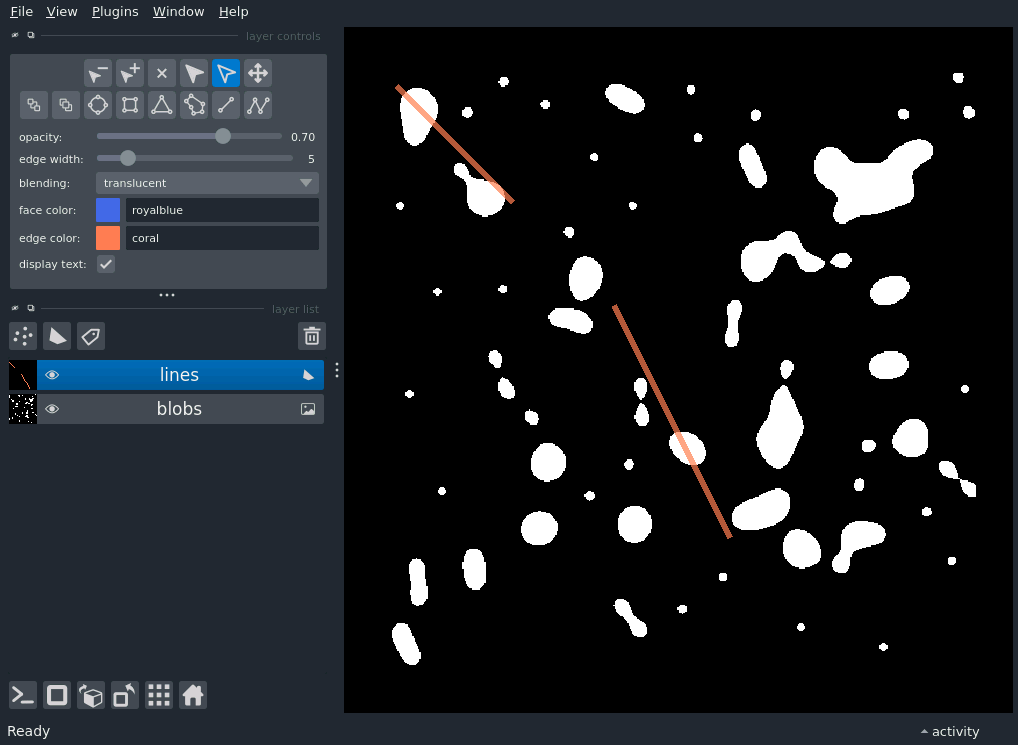 File View Plugins Window Help
layer controls
opacity: 0.70
edge width: 5
blending: translucent
face color: royalblue
edge color: coral
display text:
layer list
lines
blobs
Ready activity